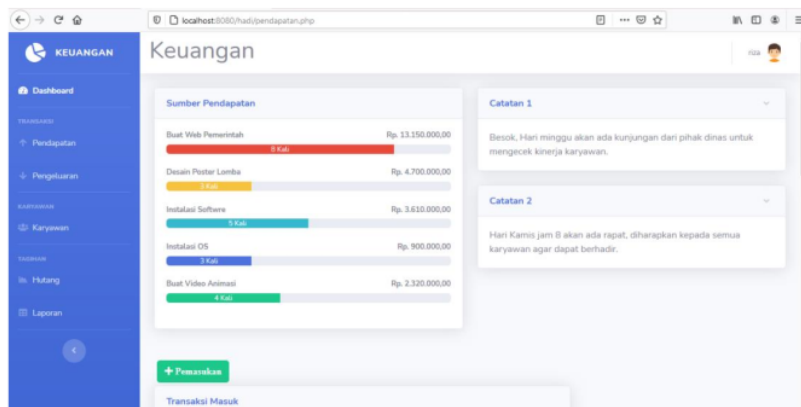 localhost:8080/hadi/pendapatan.php
KEUANGAN
Keuangan
riza
Dashboard
TRANSAKSI
Pendapatan
Pengeluaran
KARYAWAN
Karyawan
TAGIHAN
Hutang
Laporan
Sumber Pendapatan
Buat Web Pemerintah Rp. 13.150.000,00
8 Kali
Desain Poster Lomba Rp. 4.700.000,00
3 Kali
Instalasi Softwre Rp. 3.610.000,00
5 Kali
Instalasi OS Rp. 900.000,00
3 Kali
Buat Video Animasi Rp. 2.320.000,00
4 Kali
Catatan 1
Besok, Hari minggu akan ada kunjungan dari pihak dinas untuk
mengecek kinerja karyawan.
Catatan 2
Hari Kamis jam 8 akan ada rapat, diharapkan kepada semua
karyawan agar dapat berhadir.
+ Pemasukan
Transaksi Masuk